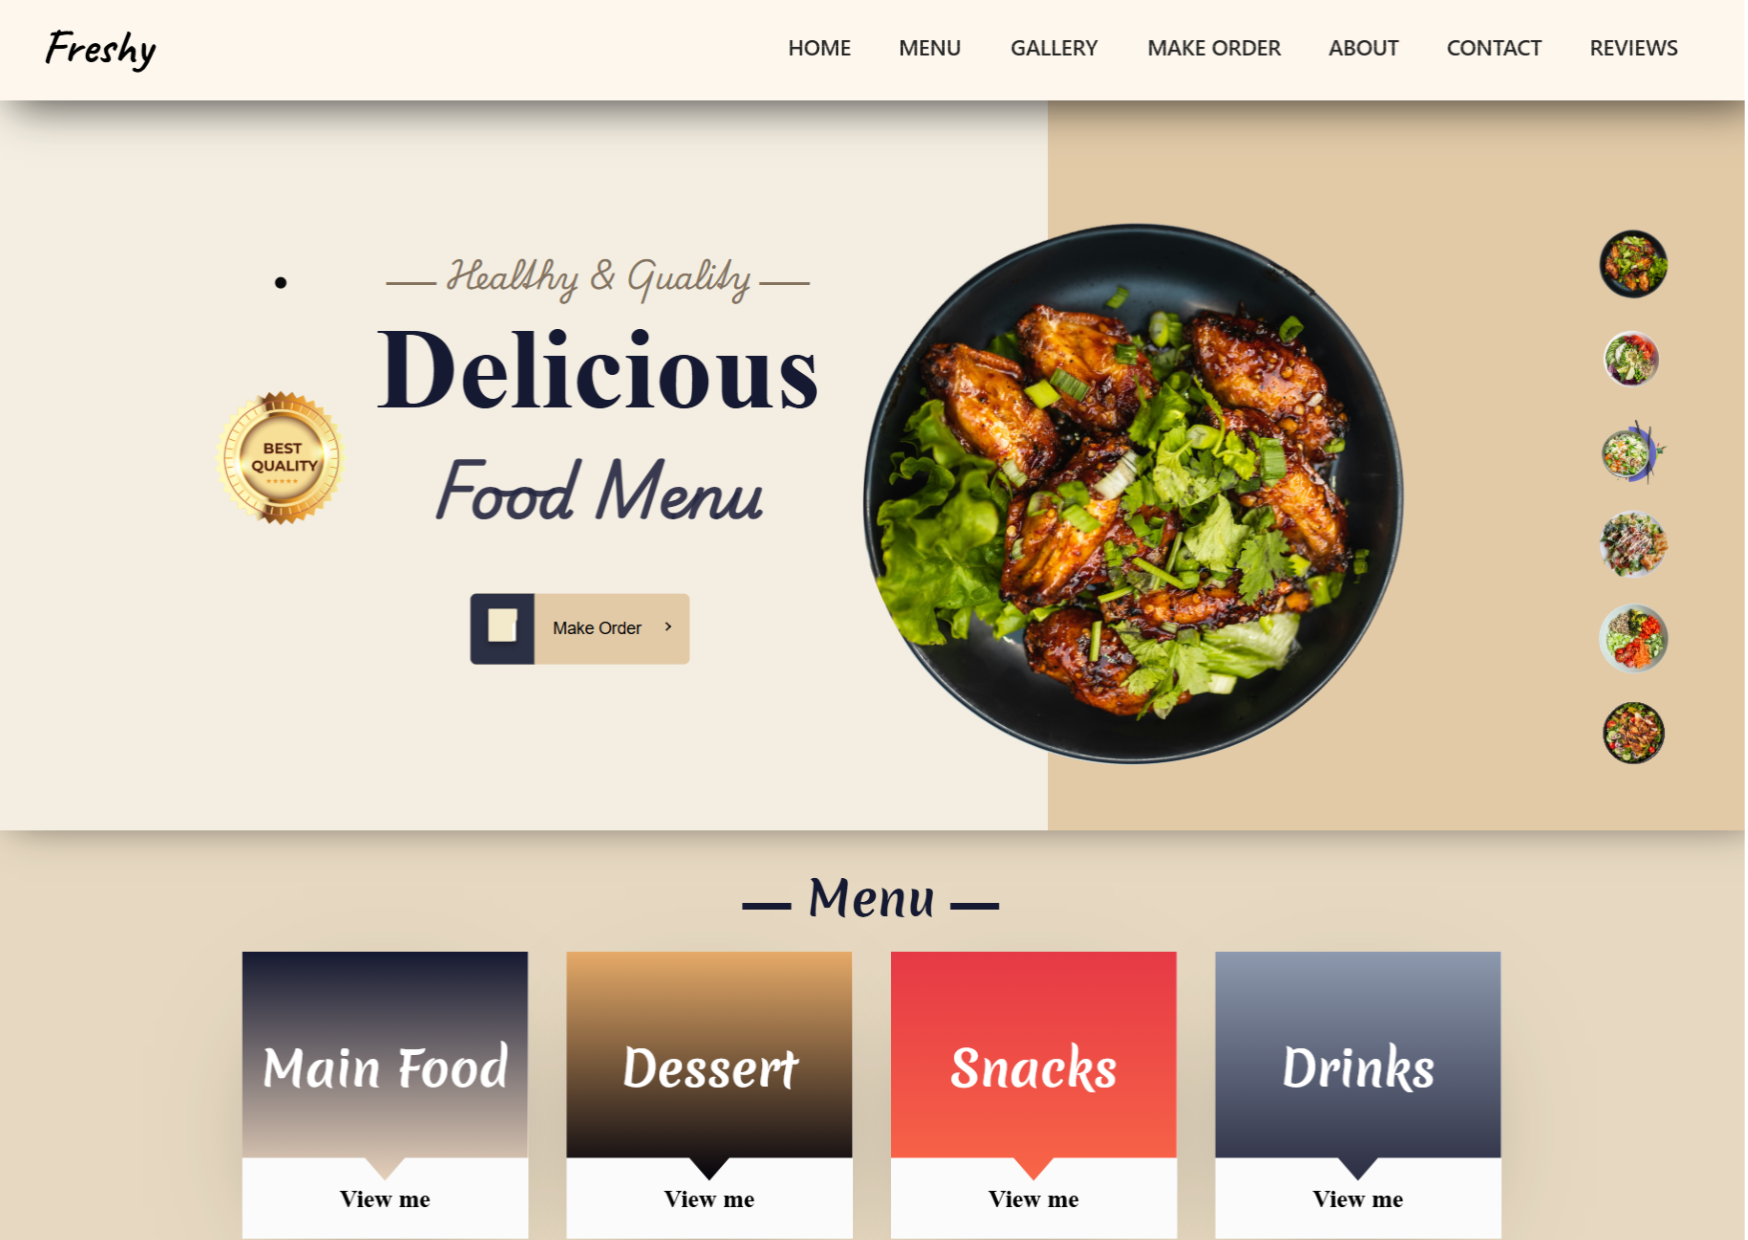 Freshy
HOME MENU GALLERY MAKE ORDER ABOUT CONTACT REVIEWS
Healthy & Quality
Delicious
Food Menu
BEST
QUALITY
Make Order
Menu
Main Food
View me
Dessert
View me
Snacks
View me
Drinks
View me